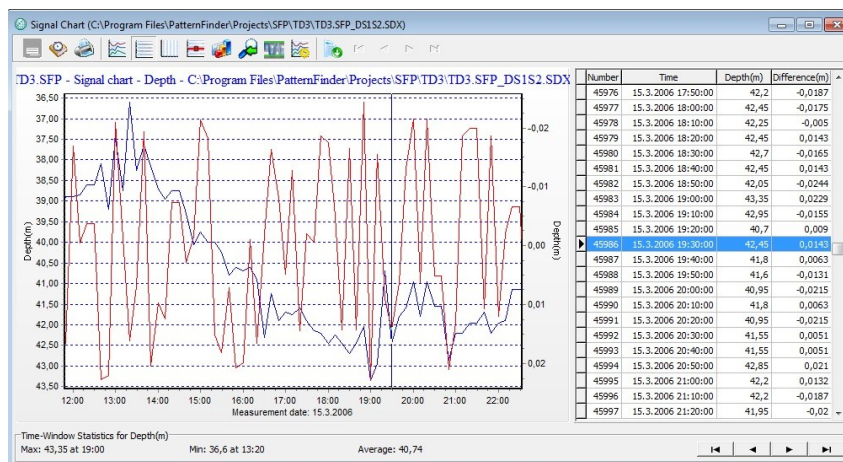 Signal Chart (C:\Program Files\PatternFinder\Projects\SFP\TD3\TD3.SFP_DS1S2.SDX)
TD3.SFP - Signal chart - Depth - C:\Program Files\PatternFinder\Projects\SFP\TD3\TD3.SFP_DS1S2.SDX
36,50
37,00
37,50
38,00
38,50
39,00
39,50
40,00
40,50
41,00
41,50
42,00
42,50
43,00
43,50
Depth(m)
-0,02
-0,01
0,00
0,01
0,02
Depth(m)
12:00 13:00 14:00 15:00 16:00 17:00 18:00 19:00 20:00 21:00 22:00
Measurement date: 15.3.2006
Number Time Depth(m) Difference(m)
45976 15.3.2006 17:50:00 42,2 -0,0187
45977 15.3.2006 18:00:00 42,45 -0,0175
45978 15.3.2006 18:10:00 42,25 -0,005
45979 15.3.2006 18:20:00 42,45 0,0143
45980 15.3.2006 18:30:00 42,7 -0,0165
45981 15.3.2006 18:40:00 42,45 0,0143
45982 15.3.2006 18:50:00 42,05 -0,0244
45983 15.3.2006 19:00:00 43,35 0,0229
45984 15.3.2006 19:10:00 42,95 -0,0155
45985 15.3.2006 19:20:00 40,7 0,009
45986 15.3.2006 19:30:00 42,45 0,0143
45987 15.3.2006 19:40:00 41,8 0,0063
45988 15.3.2006 19:50:00 41,6 -0,0131
45989 15.3.2006 20:00:00 40,95 -0,0215
45990 15.3.2006 20:10:00 41,8 0,0063
45991 15.3.2006 20:20:00 40,95 -0,0215
45992 15.3.2006 20:30:00 41,55 0,0051
45993 15.3.2006 20:40:00 41,55 0,0051
45994 15.3.2006 20:50:00 42,85 0,021
45995 15.3.2006 21:00:00 42,2 0,0132
45996 15.3.2006 21:10:00 42,2 -0,0187
45997 15.3.2006 21:20:00 41,95 -0,02
Time-Window Statistics for Depth(m)
Max: 43,35 at 19:00 Min: 36,6 at 13:20 Average: 40,74